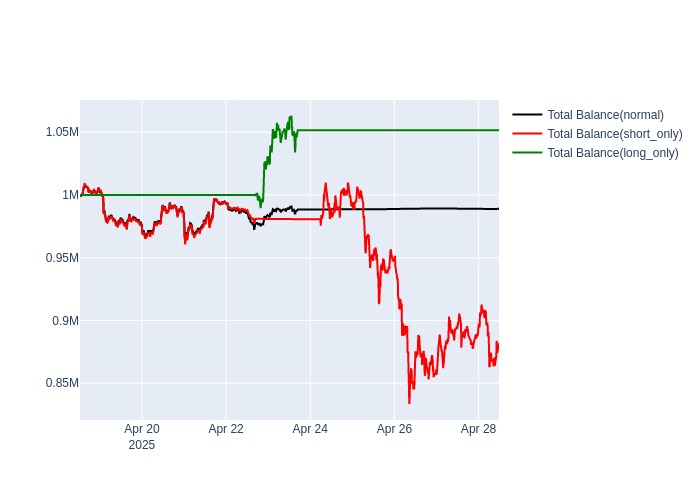 Total Balance(normal)
Total Balance(short_only)
Total Balance(long_only)
1.05M
1M
0.95M
0.9M
0.85M
Apr 20
2025
Apr 22
Apr 24
Apr 26
Apr 28